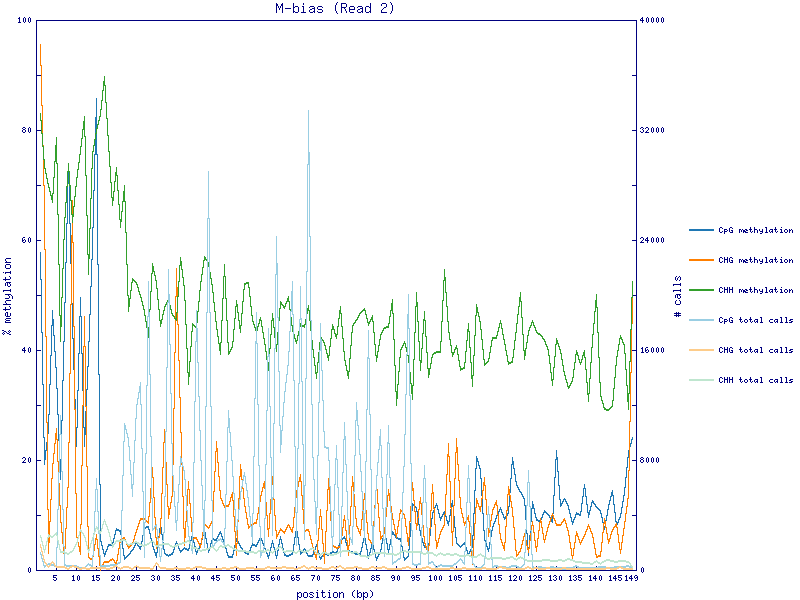 M-bias (Read 2)
100
80
60
40
20
0
% methylation
40000
32000
24000
16000
8000
0
# calls
5 10 15 20 25 30 35 40 45 50 55 60 65 70 75 80 85 90 95 100 105 110 115 120 125 130 135 140 145 149
position (bp)
CpG methylation
CHG methylation
CHH methylation
CpG total calls
CHG total calls
CHH total calls